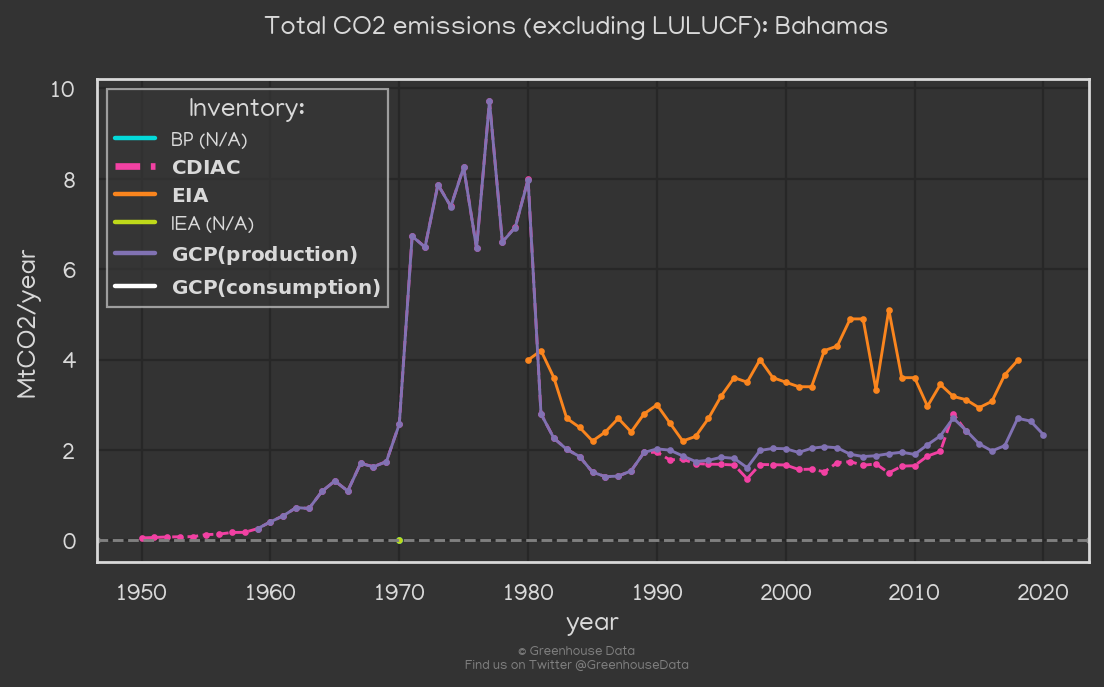 Total CO2 emissions (excluding LULUCF): Bahamas
10
8
6
4
2
0
MtCO2/year
Inventory:
BP (N/A)
CDIAC
EIA
IEA (N/A)
GCP(production)
GCP(consumption)
1950 1960 1970 1980 1990 2000 2010 2020
year
© Greenhouse Data
Find us on Twitter @GreenhouseData